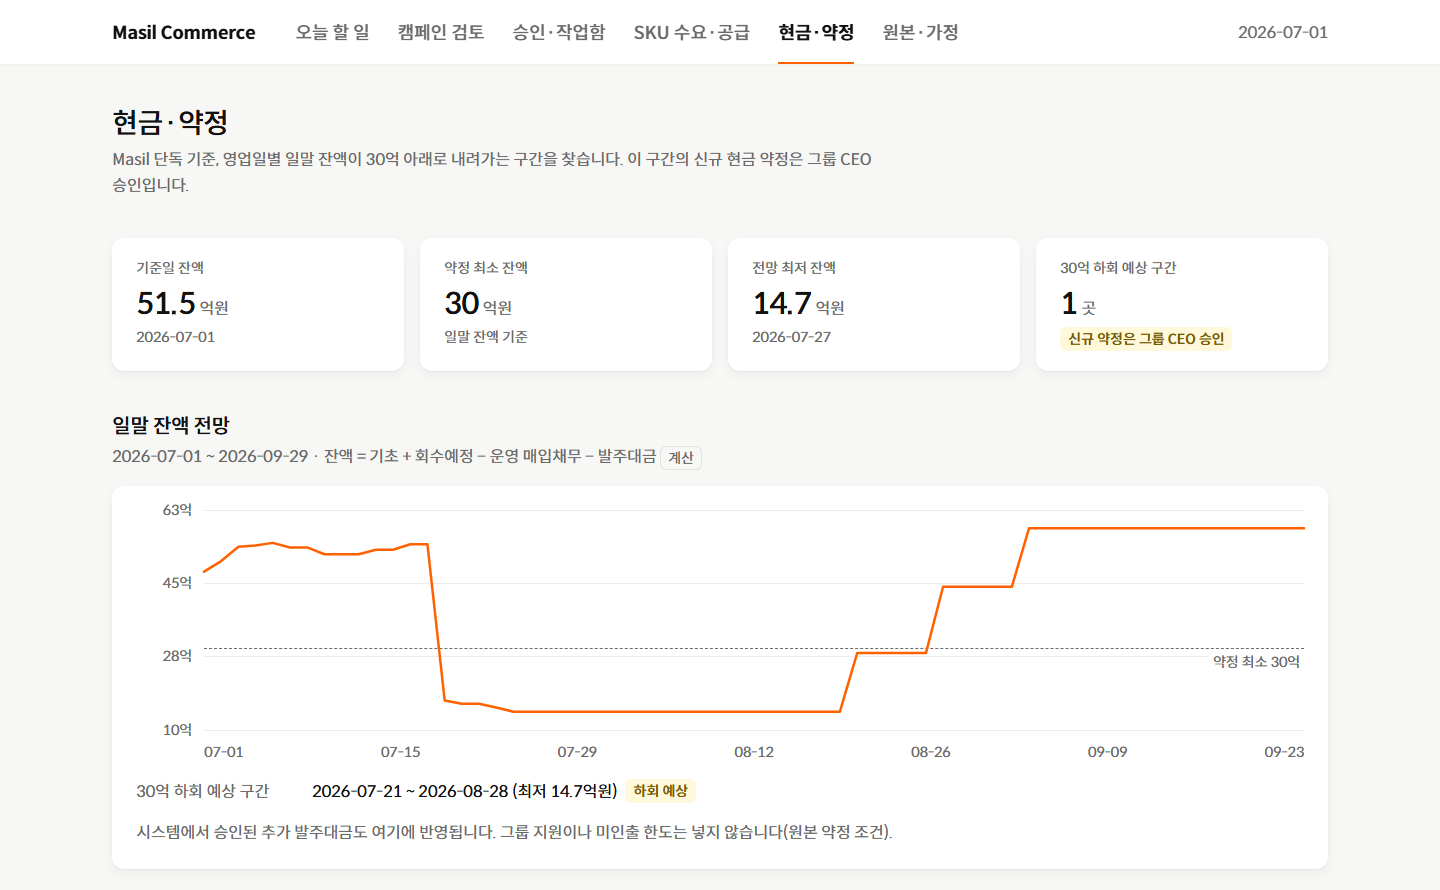 Masil Commerce 오늘 할 일 캠페인 검토 승인·작업함 SKU 수요·공급 현금·약정 원본·가정 2026-07-01
현금·약정
Masil 단독 기준, 영업일별 일말 잔액이 30억 아래로 내려가는 구간을 찾습니다. 이 구간의 신규 현금 약정은 그룹 CEO
승인입니다.
기준일 잔액
51.5 억원
2026-07-01
약정 최소 잔액
30 억원
일말 잔액 기준
전망 최저 잔액
14.7 억원
2026-07-27
30억 하회 예상 구간
1 곳
신규 약정은 그룹 CEO 승인
일말 잔액 전망
2026-07-01 ~ 2026-09-29 · 잔액 = 기초 + 회수예정 − 운영 매입채무 − 발주대금 계산
63억
45억
28억
약정 최소 30억
10억
07-01 07-15 07-29 08-12 08-26 09-09 09-23
30억 하회 예상 구간 2026-07-21 ~ 2026-08-28 (최저 14.7억원) 하회 예상
시스템에서 승인된 추가 발주대금도 여기에 반영됩니다. 그룹 지원이나 미인출 한도는 넣지 않습니다(원본 약정 조건).